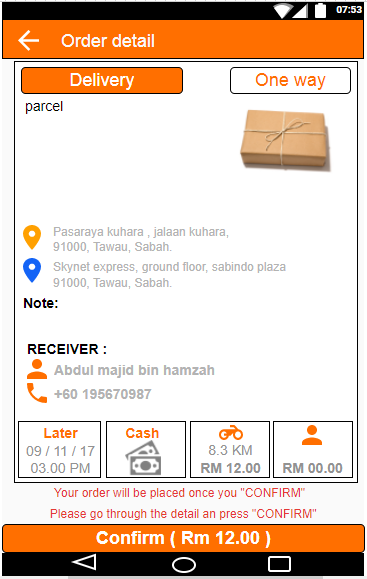 07:53
Order detail
Delivery
One way
parcel
Pasaraya kuhara , jalaan kuhara,
91000, Tawau, Sabah.
Skynet express, ground floor, sabindo plaza
91000, Tawau, Sabah.
Note:
RECEIVER :
Abdul majid bin hamzah
+60 195670987
Later
09 / 11 / 17
03.00 PM
Cash
8.3 KM
RM 12.00
RM 00.00
Your order will be placed once you "CONFIRM"
Please go through the detail an press "CONFIRM"
Confirm ( Rm 12.00 )